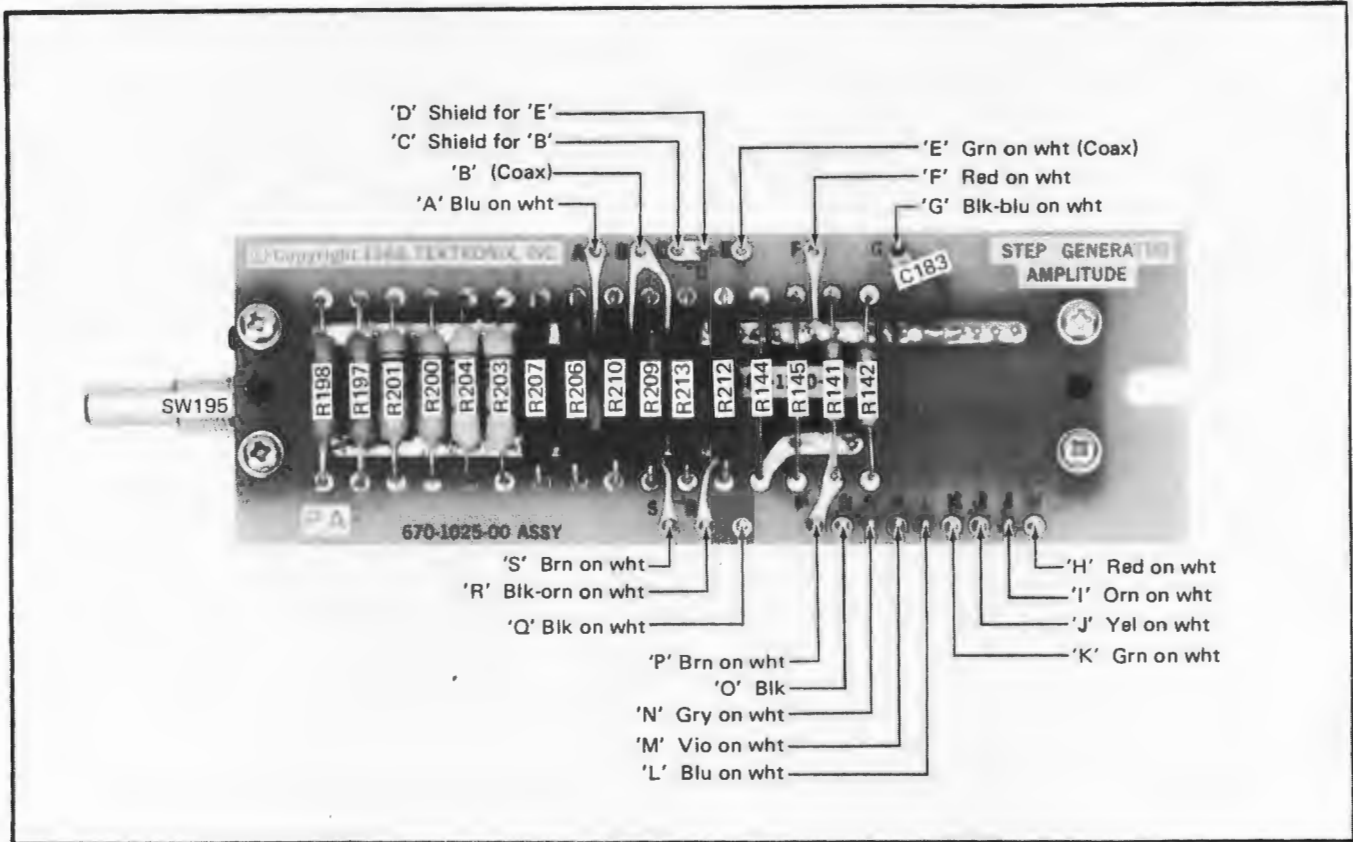 'D' Shield for 'E'
'C' Shield for 'B'
'B' (Coax)
'A' Blu on wht
'E' Grn on wht (Coax)
'F' Red on wht
'G' Blk-blu on wht
© Copyright TEKTRONIX, INC
A
B
F
G
STEP GENERATOR
AMPLITUDE
C183
SW195
R198
R197
R201
R200
R204
R203
R207
R206
R210
R209
R213
R212
R144
R145
R141
R142
S
R
P
K
J
670-1025-00 ASSY
'S' Brn on wht
'R' Blk-orn on wht
'Q' Blk on wht
'P' Brn on wht
'O' Blk
'N' Gry on wht
'M' Vio on wht
'L' Blu on wht
'H' Red on wht
'I' Orn on wht
'J' Yel on wht
'K' Grn on wht